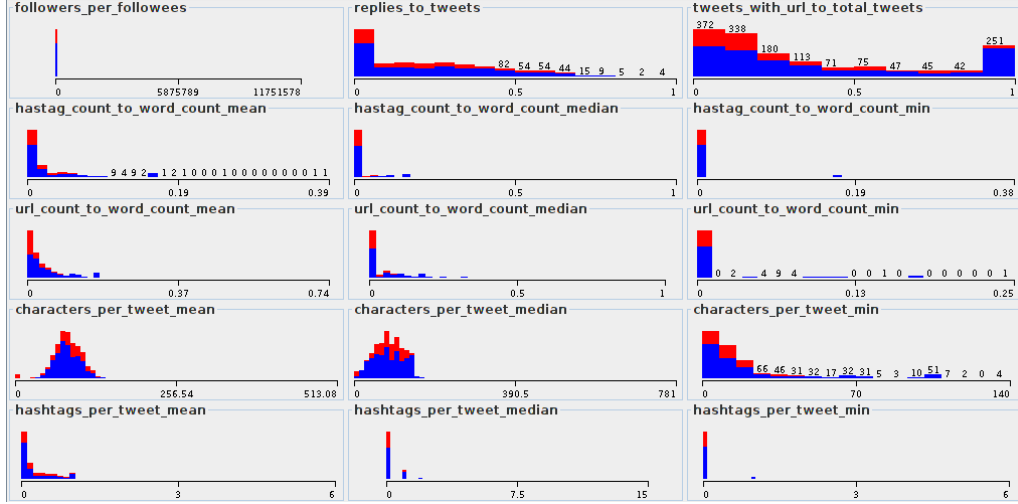 followers_per_followees replies_to_tweets tweets_with_url_to_total_tweets
372 338 180 113 71 75 47 45 42 251
82 54 54 44 15 9 5 2 4
0 5875789 11751578 0 0.5 1 0 0.5 1
hastag_count_to_word_count_mean hastag_count_to_word_count_median hastag_count_to_word_count_min
9 4 9 2 1 2 1 0 0 0 1 0 0 0 0 0 0 0 1 1
0 0.19 0.39 0 0.5 1 0 0.19 0.38
url_count_to_word_count_mean url_count_to_word_count_median url_count_to_word_count_min
0 2 4 9 4 0 0 1 0 0 0 0 0 0 1
0 0.37 0.74 0 0.5 1 0 0.13 0.25
characters_per_tweet_mean characters_per_tweet_median characters_per_tweet_min
66 46 31 32 17 32 31 5 3 10 51 7 2 0 4
0 256.54 513.08 0 390.5 781 0 70 140
hashtags_per_tweet_mean hashtags_per_tweet_median hashtags_per_tweet_min
0 3 6 0 7.5 15 0 3 6